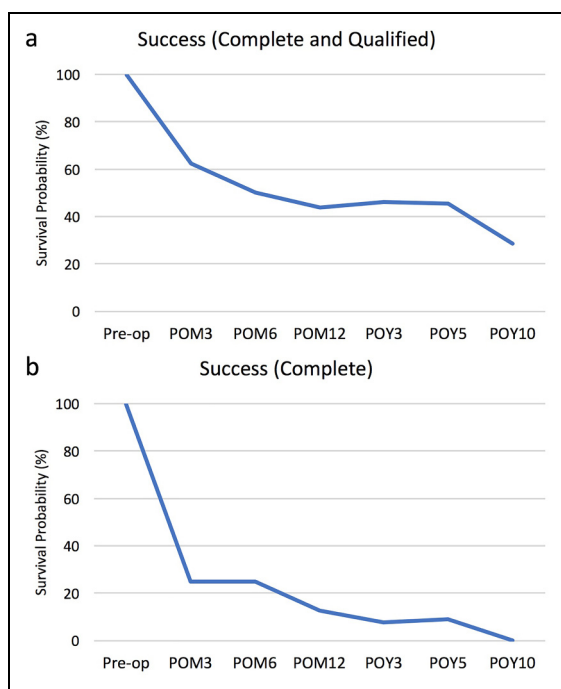 a
Success (Complete and Qualified)
Survival Probability (%)
100
80
60
40
20
0
Pre-op POM3 POM6 POM12 POY3 POY5 POY10
b
Success (Complete)
Survival Probability (%)
100
80
60
40
20
0
Pre-op POM3 POM6 POM12 POY3 POY5 POY10